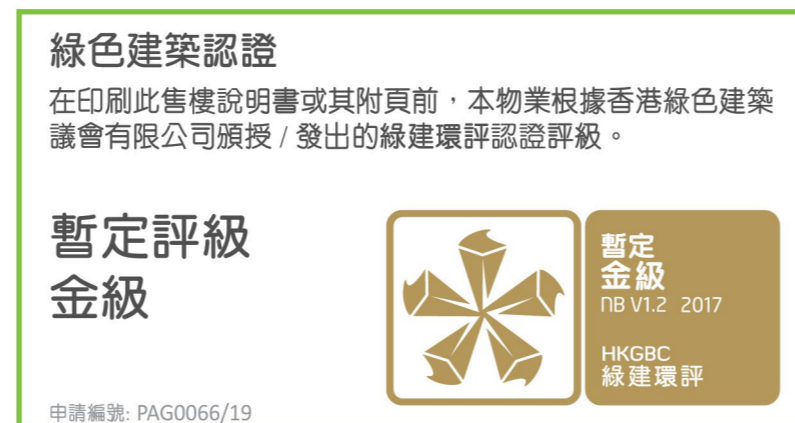 綠色建築認證
在印刷此售樓說明書或其附頁前，本物業根據香港綠色建築
議會有限公司頒授 / 發出的綠建環評認證評級。
暫定評級
金級
暫定
金級
NB V1.2 2017
HKGBC
綠建環評
申請編號: PAG0066/19